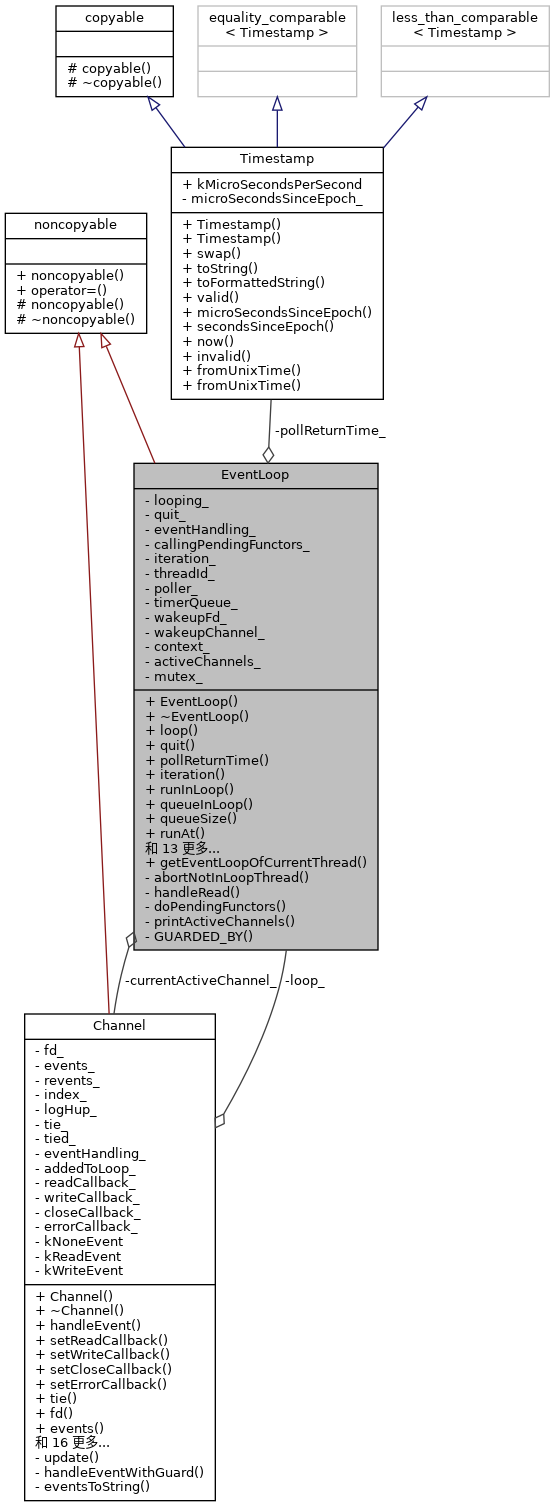 copyable
# copyable()
# ~copyable()
equality_comparable
< Timestamp >
less_than_comparable
< Timestamp >
Timestamp
+ kMicroSecondsPerSecond
- microSecondsSinceEpoch_
+ Timestamp()
+ Timestamp()
+ swap()
+ toString()
+ toFormattedString()
+ valid()
+ microSecondsSinceEpoch()
+ secondsSinceEpoch()
+ now()
+ invalid()
+ fromUnixTime()
+ fromUnixTime()
noncopyable
+ noncopyable()
+ operator=()
# noncopyable()
# ~noncopyable()
-pollReturnTime_
EventLoop
- looping_
- quit_
- eventHandling_
- callingPendingFunctors_
- iteration_
- threadId_
- poller_
- timerQueue_
- wakeupFd_
- wakeupChannel_
- context_
- activeChannels_
- mutex_
+ EventLoop()
+ ~EventLoop()
+ loop()
+ quit()
+ pollReturnTime()
+ iteration()
+ runInLoop()
+ queueInLoop()
+ queueSize()
+ runAt()
和 13 更多...
+ getEventLoopOfCurrentThread()
- abortNotInLoopThread()
- handleRead()
- doPendingFunctors()
- printActiveChannels()
- GUARDED_BY()
-currentActiveChannel_
-loop_
Channel
- fd_
- events_
- revents_
- index_
- logHup_
- tie_
- tied_
- eventHandling_
- addedToLoop_
- readCallback_
- writeCallback_
- closeCallback_
- errorCallback_
- kNoneEvent
- kReadEvent
- kWriteEvent
+ Channel()
+ ~Channel()
+ handleEvent()
+ setReadCallback()
+ setWriteCallback()
+ setCloseCallback()
+ setErrorCallback()
+ tie()
+ fd()
+ events()
和 16 更多...
- update()
- handleEventWithGuard()
- eventsToString()